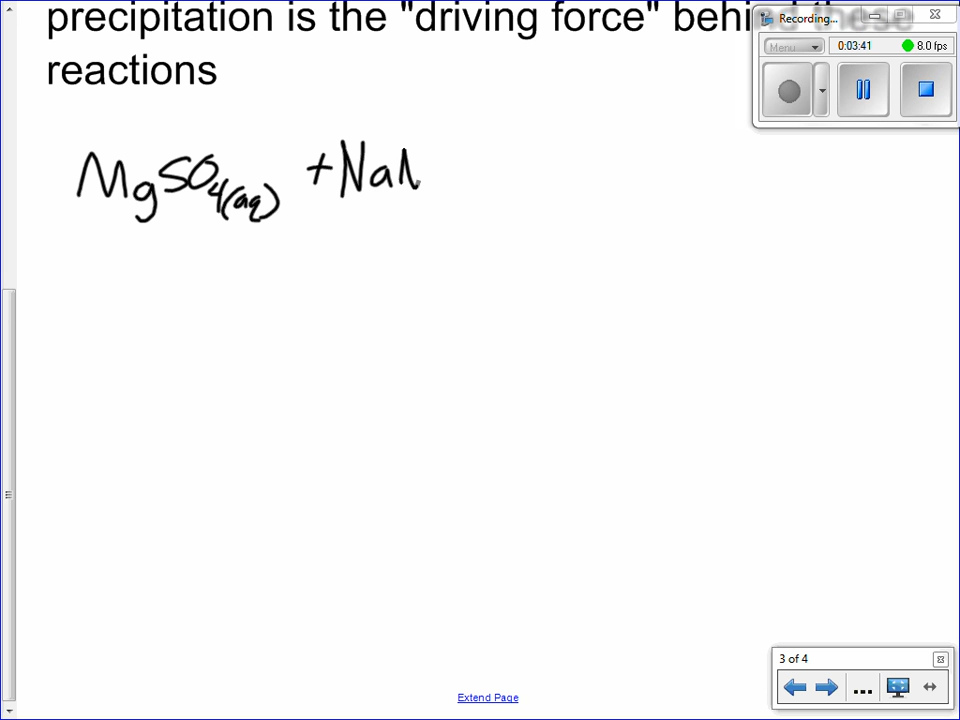 precipitation is the "driving force" behind these
reactions
Recording...
Menu
0:03:41
8.0 fps
MgSO4(aq) + Na
3 of 4
...
Extend Page